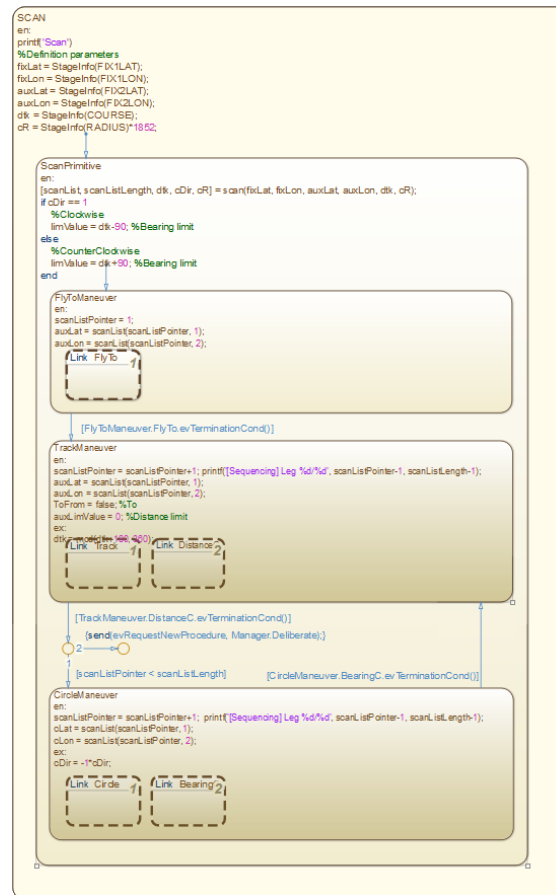 SCAN
en:
printf('Scan')
%Definition parameters
fixLat = StageInfo(FIX1LAT);
fixLon = StageInfo(FIX1LON);
auxLat = StageInfo(FIX2LAT);
auxLon = StageInfo(FIX2LON);
dtk = StageInfo(COURSE);
cR = StageInfo(RADIUS)*1852;
ScanPrimitive
en:
[scanList, scanListLength, dtk, cDir, cR] = scan(fixLat, fixLon, auxLat, auxLon, dtk, cR);
if cDir == 1
%Clockwise
limValue = dtk-90; %Bearing limit
else
%CounterClockwise
limValue = dtk+90; %Bearing limit
end
FlyToManeuver
en:
scanListPointer = 1;
auxLat = scanList(scanListPointer, 1);
auxLon = scanList(scanListPointer, 2);
Link FlyTo 1
[FlyToManeuver.FlyTo.evTerminationCond()]
TrackManeuver
en:
scanListPointer = scanListPointer+1; printf('[Sequencing] Leg %d/%d', scanListPointer-1, scanListLength-1);
auxLat = scanList(scanListPointer, 1);
auxLon = scanList(scanListPointer, 2);
ToFrom = false; %To
auxLimValue = 0; %Distance limit
ex:
Link Track 1
Link Distance 2
[TrackManeuver.DistanceC.evTerminationCond()]
{send(evRequestNewProcedure, Manager.Deliberate);}
2
1
[scanListPointer < scanListLength]
[CircleManeuver.BearingC.evTerminationCond()]
CircleManeuver
en:
scanListPointer = scanListPointer+1; printf('[Sequencing] Leg %d/%d', scanListPointer-1, scanListLength-1);
cLat = scanList(scanListPointer, 1);
cLon = scanList(scanListPointer, 2);
ex:
cDir = -1*cDir;
Link Circle 1
Link Bearing 2